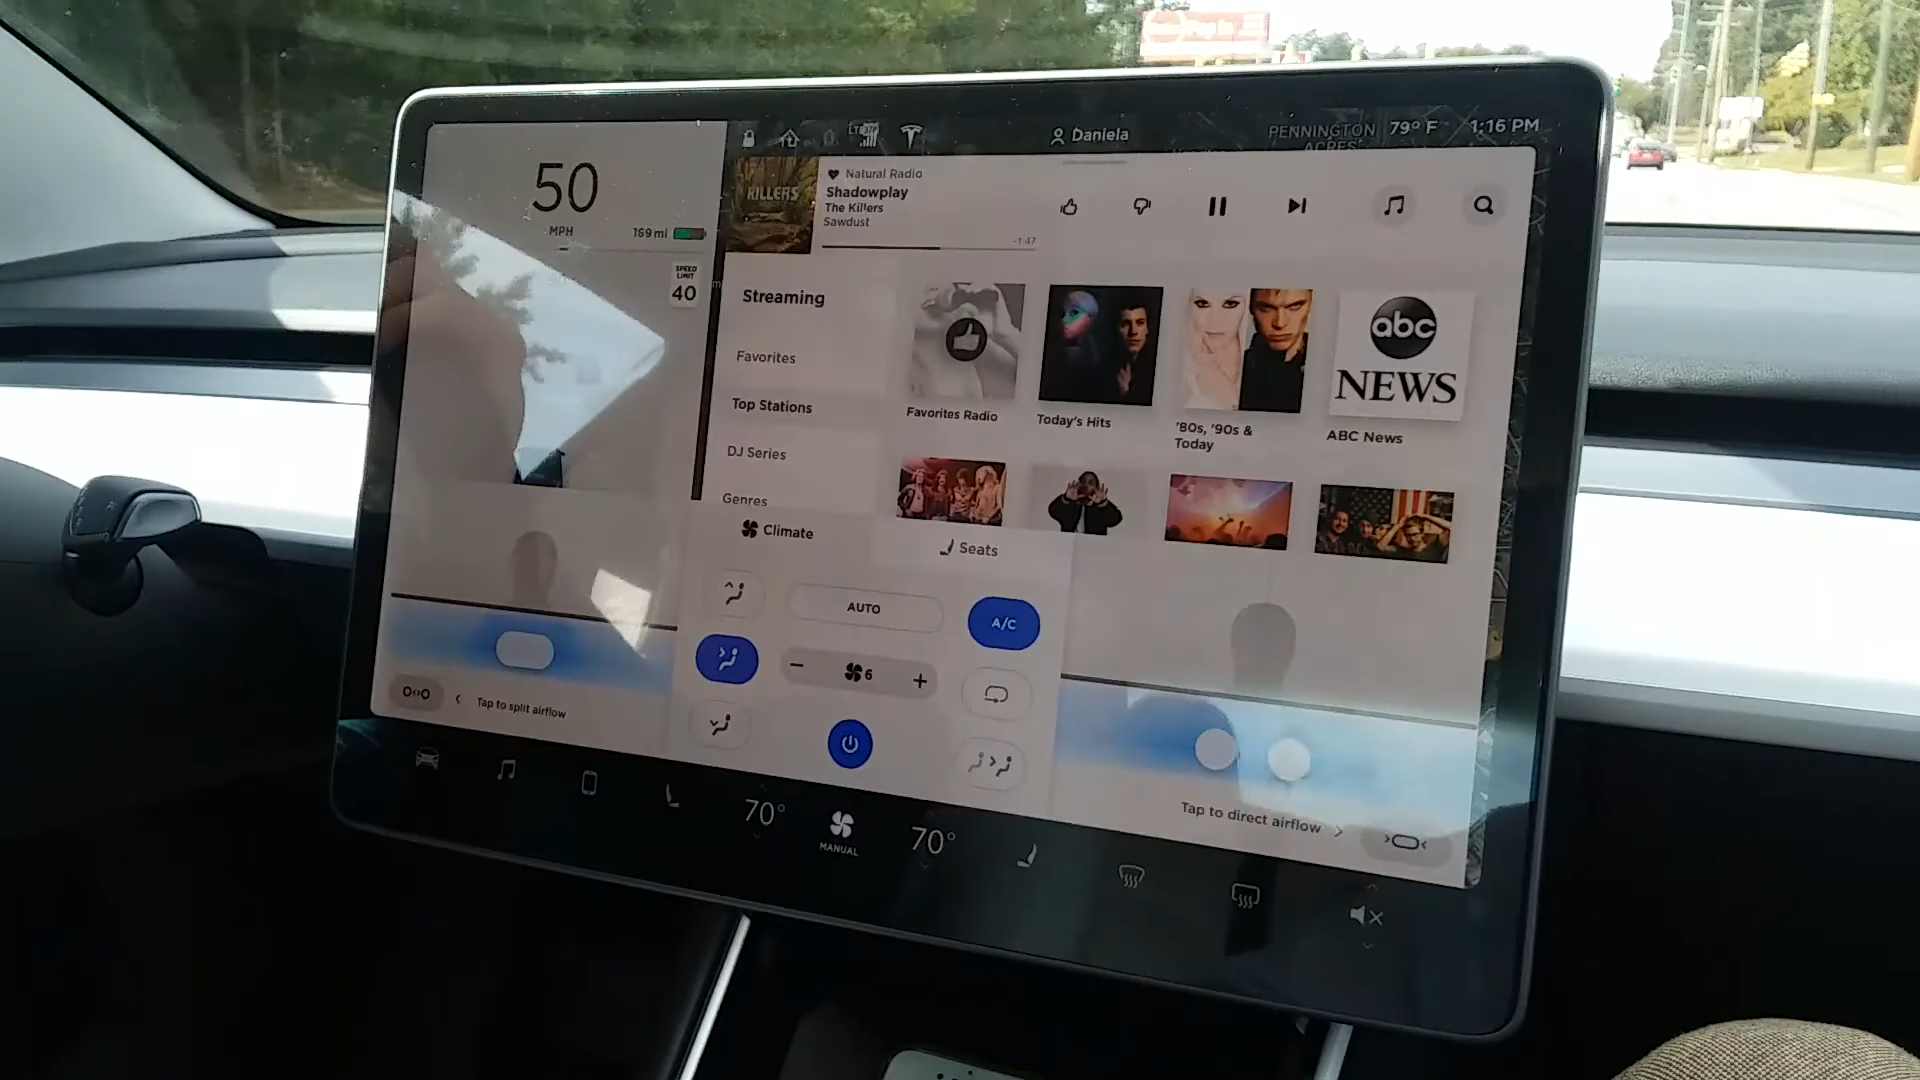 50
MPH
169 mi
SPEED
LIMIT
40
LTE
Daniela
PENNINGTON
ACRES
79° F
1:16 PM
KILLERS
Natural Radio
Shadowplay
The Killers
Sawdust
-1:47
Streaming
Favorites
Top Stations
DJ Series
Genres
Favorites Radio
Today's Hits
'80s, '90s &
Today
abc
NEWS
ABC News
Climate
Seats
AUTO
A/C
6
Tap to split airflow
Tap to direct airflow
70°
MANUAL
70°